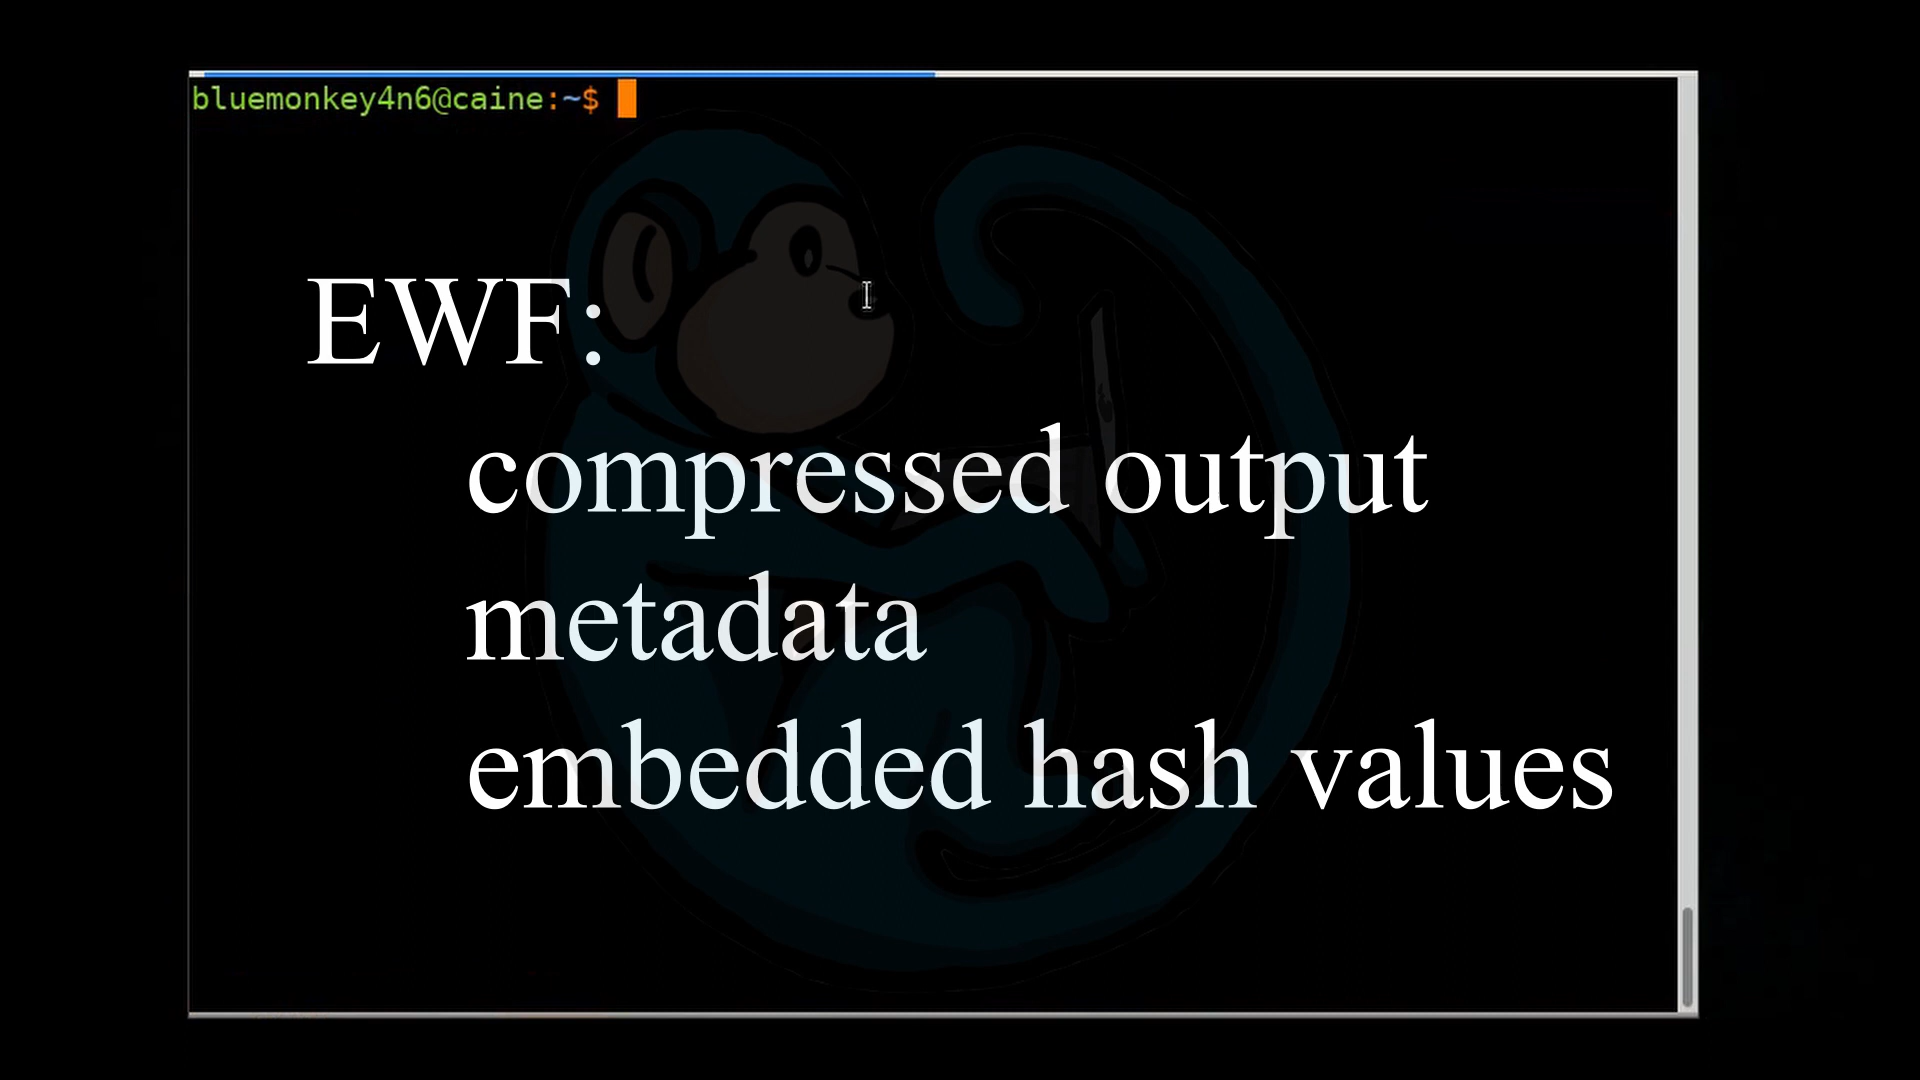 bluemonkey4n6@caine:~$
EWF:
compressed output
metadata
embedded hash values